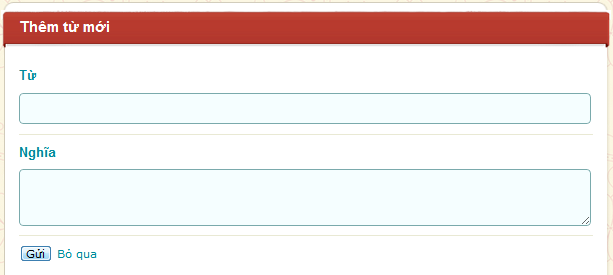 Thêm từ mới
Từ
Nghĩa
Gửi Bỏ qua